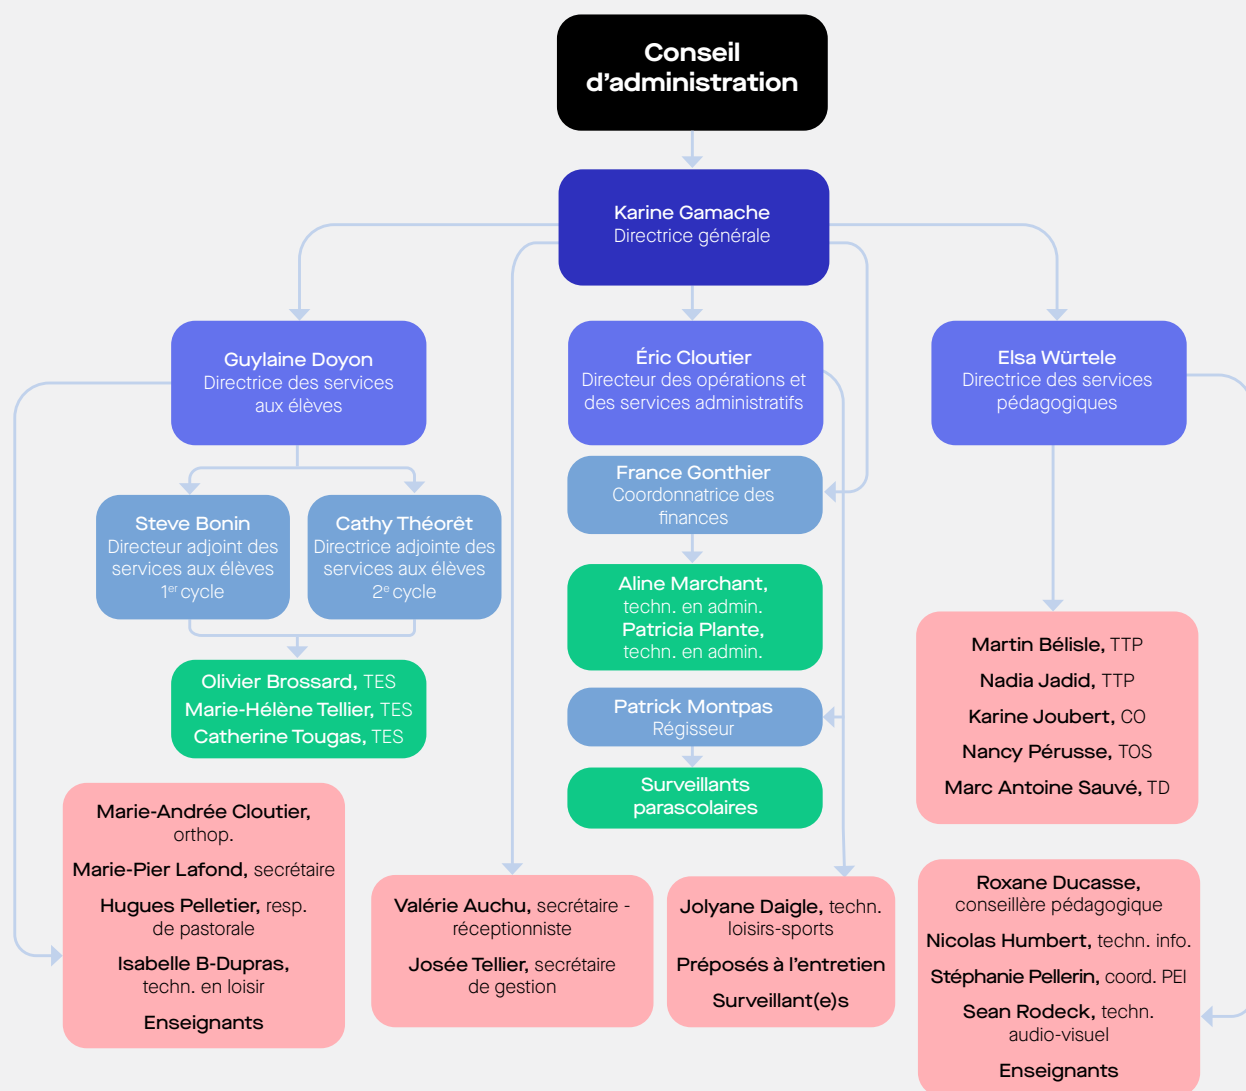 Conseil
d’administration
Karine Gamache
Directrice générale
Guylaine Doyon
Directrice des services
aux élèves
Éric Cloutier
Directeur des opérations et
des services administratifs
Elsa Würtele
Directrice des services
pédagogiques
Steve Bonin
Directeur adjoint des
services aux élèves
1er cycle
Cathy Théorêt
Directrice adjointe des
services aux élèves
2e cycle
France Gonthier
Coordonnatrice des
finances
Aline Marchant,
techn. en admin.
Patricia Plante,
techn. en admin.
Olivier Brossard, TES
Marie-Hélène Tellier, TES
Catherine Tougas, TES
Patrick Montpas
Régisseur
Surveillants
parascolaires
Martin Bélisle, TTP
Nadia Jadid, TTP
Karine Joubert, CO
Nancy Pérusse, TOS
Marc Antoine Sauvé, TD
Marie-Andrée Cloutier,
orthop.
Marie-Pier Lafond, secrétaire
Hugues Pelletier, resp.
de pastorale
Isabelle B-Dupras,
techn. en loisir
Enseignants
Valérie Auchu, secrétaire -
réceptionniste
Josée Tellier, secrétaire
de gestion
Jolyane Daigle, techn.
loisirs-sports
Préposés à l’entretien
Surveillant(e)s
Roxane Ducasse,
conseillère pédagogique
Nicolas Humbert, techn. info.
Stéphanie Pellerin, coord. PEI
Sean Rodeck, techn.
audio-visuel
Enseignants